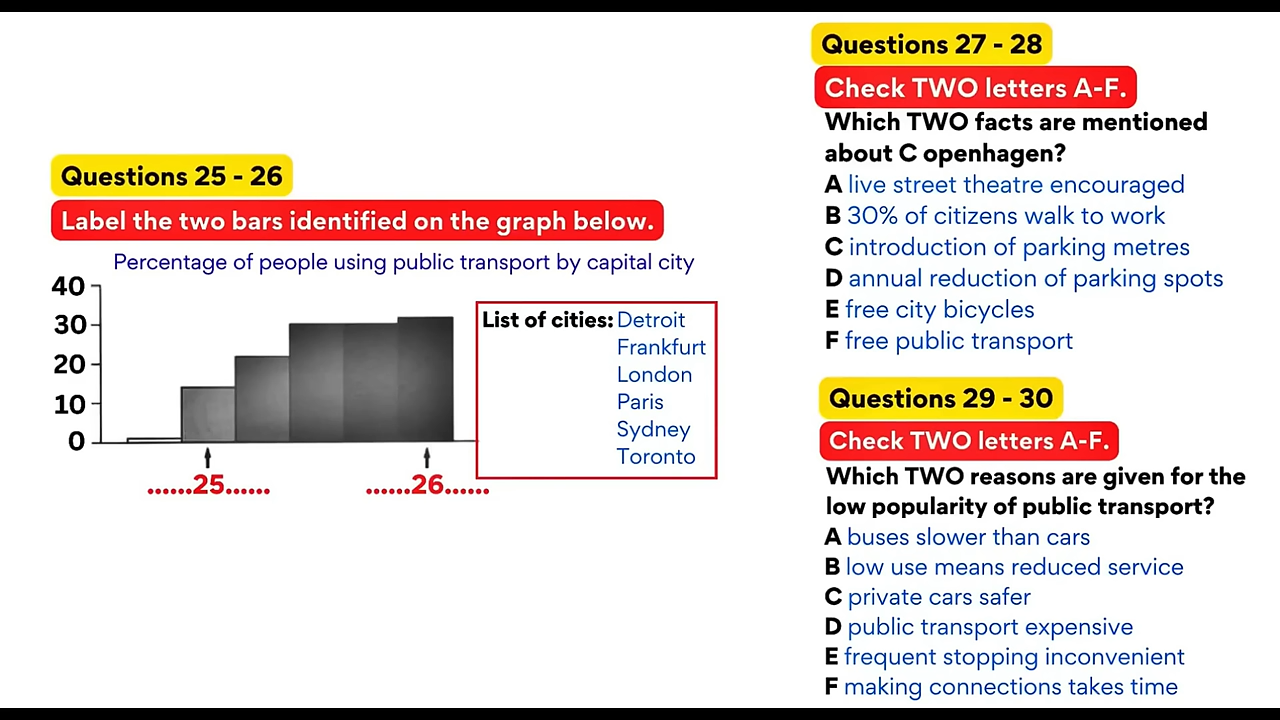 Questions 25 - 26
Label the two bars identified on the graph below.
Percentage of people using public transport by capital city
40
30
20
10
0
......25......
......26......
List of cities: Detroit
Frankfurt
London
Paris
Sydney
Toronto
Questions 27 - 28
Check TWO letters A-F.
Which TWO facts are mentioned
about C openhagen?
A live street theatre encouraged
B 30% of citizens walk to work
C introduction of parking metres
D annual reduction of parking spots
E free city bicycles
F free public transport
Questions 29 - 30
Check TWO letters A-F.
Which TWO reasons are given for the
low popularity of public transport?
A buses slower than cars
B low use means reduced service
C private cars safer
D public transport expensive
E frequent stopping inconvenient
F making connections takes time